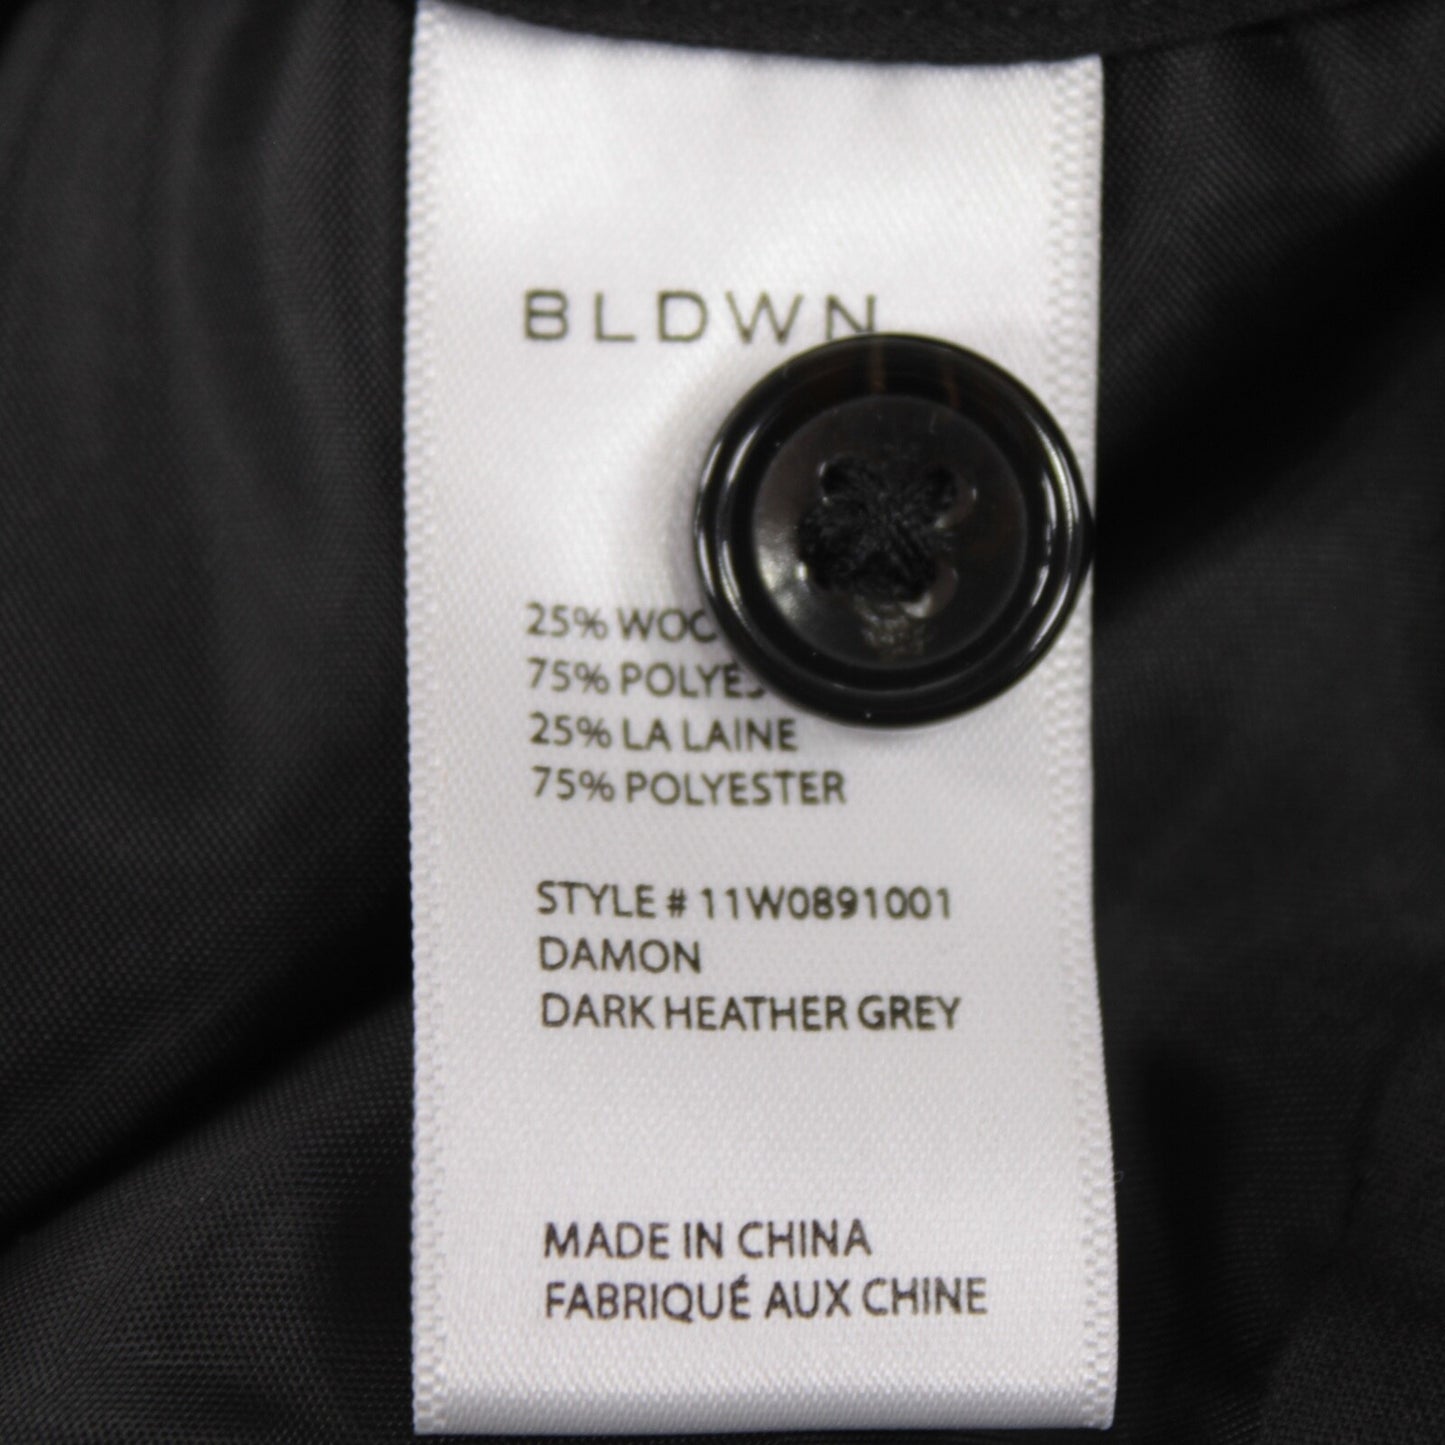 BLDWN
25% WOO
75% POLYES
25% LA LAINE
75% POLYESTER
STYLE # 11W0891001
DAMON
DARK HEATHER GREY
MADE IN CHINA
FABRIQUÉ AUX CHINE